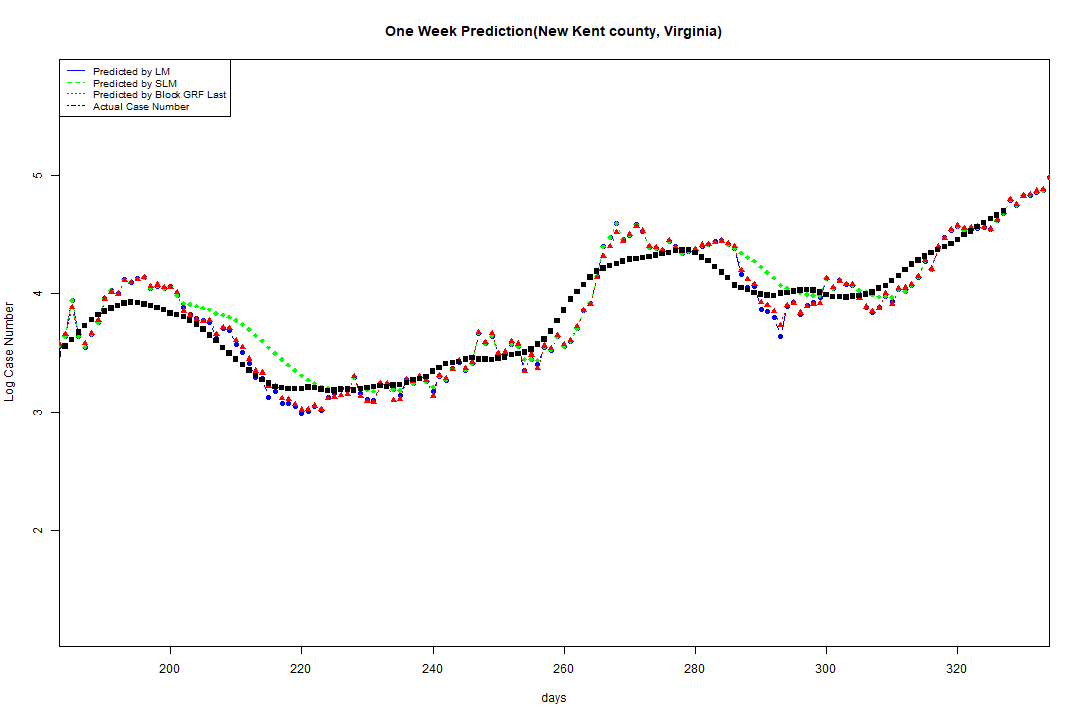 One Week Prediction(New Kent county, Virginia)
Predicted by LM
Predicted by SLM
Predicted by Block GRF Last
Actual Case Number
5
4
3
2
Log Case Number
200 220 240 260 280 300 320
days